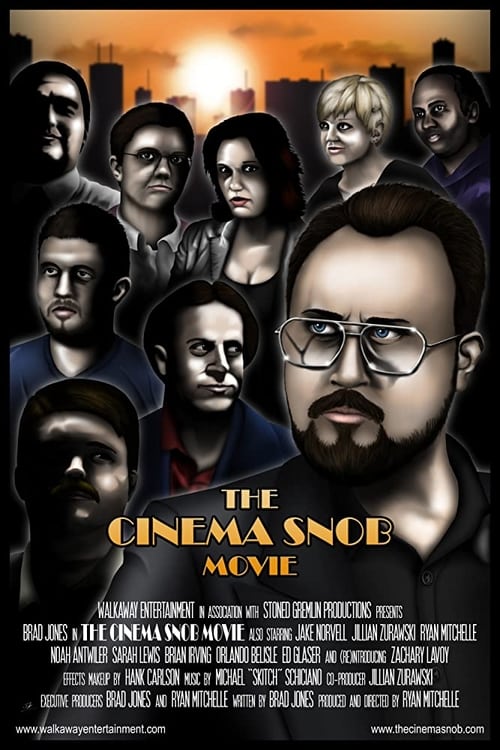 THE
CINEMA SNOB
MOVIE
WALKAWAY ENTERTAINMENT IN ASSOCIATION WITH STONED GREMLIN PRODUCTIONS PRESENTS
BRAD JONES IN THE CINEMA SNOB MOVIE ALSO STARRING JAKE NORVELL JILLIAN ZURAWSKI RYAN MITCHELLE
NOAH ANTWILER SARAH LEWIS BRIAN IRVING ORLANDO BELISLE ED GLASER AND (RE)INTRODUCING ZACHARY LAVOY
EFFECTS MAKEUP BY HANK CARLSON MUSIC BY MICHAEL "SKITCH" SCHICIANO CO-PRODUCER JILLIAN ZURAWSKI
EXECUTIVE PRODUCERS BRAD JONES AND RYAN MITCHELLE WRITTEN BY BRAD JONES PRODUCED AND DIRECTED BY RYAN MITCHELLE
www.walkawayentertainment.com www.thecinemasnob.com